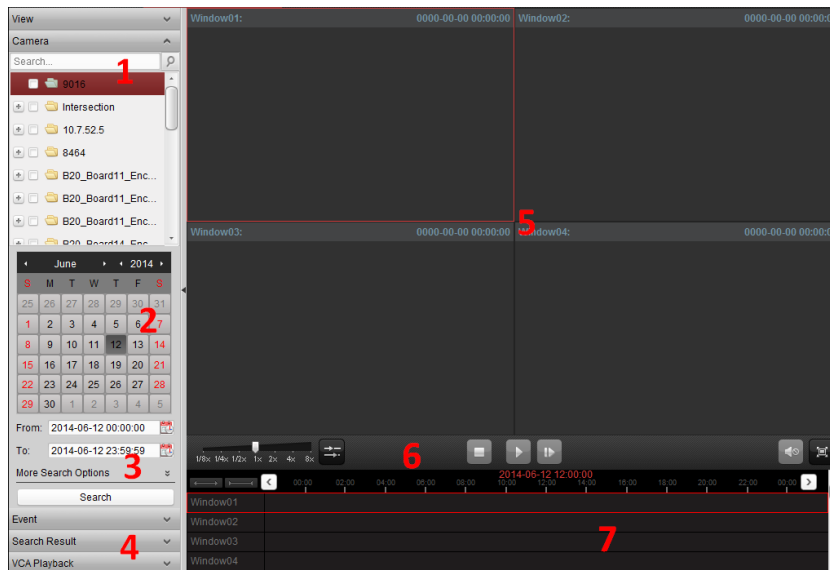 View
Camera
Search...
1
9016
Intersection
10.7.52.5
8464
B20_Board11_Enc...
B20_Board11_Enc...
B20_Board11_Enc...
June 2014
S M T W T F S
25 26 27 28 29 30 31
1 2 3 4 5 6 7
2
8 9 10 11 12 13 14
15 16 17 18 19 20 21
22 23 24 25 26 27 28
29 30 1 2 3 4 5
From: 2014-06-12 00:00:00
To: 2014-06-12 23:59:59
3
More Search Options
Search
Event
Search Result
4
VCA Playback
Window01: 0000-00-00 00:00:00
Window02: 0000-00-00 00:00:0
5
Window03: 0000-00-00 00:00:00
Window04: 0000-00-00 00:00:0
1/8x 1/4x 1/2x 1x 2x 4x 8x
6
2014-06-12 12:00:00
00:00 02:00 04:00 06:00 08:00 10:00 12:00 14:00 16:00 18:00 20:00 22:00 00:00
Window01
Window02
Window03
7
Window04